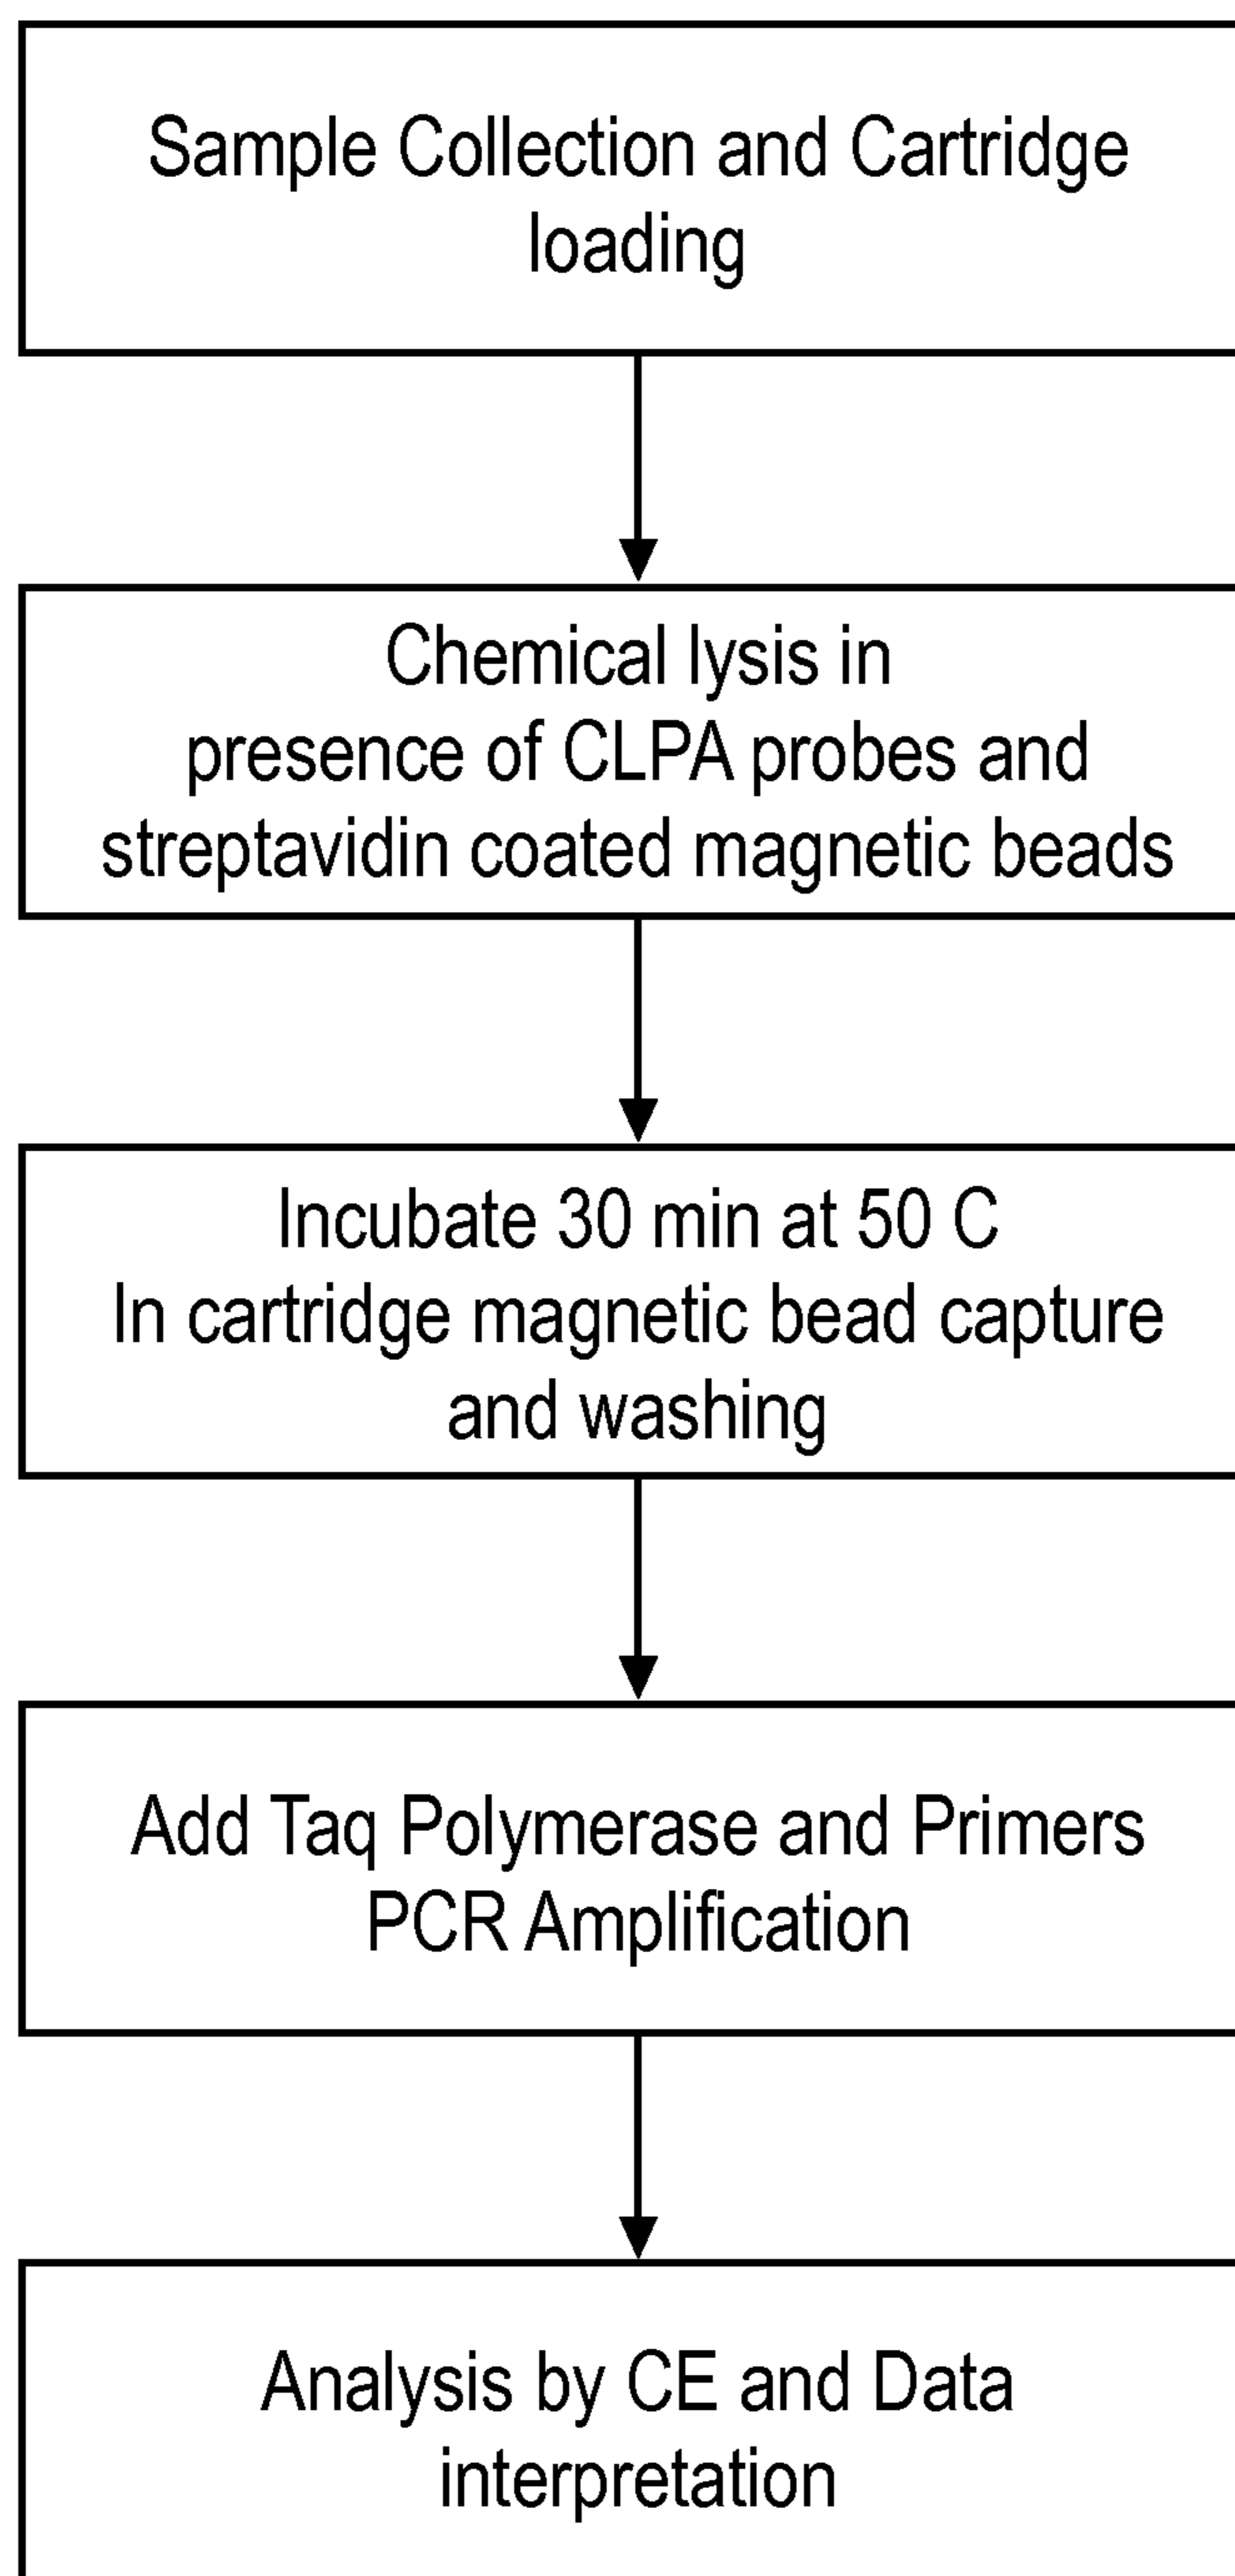 Sample Collection and Cartridge
loading
Chemical lysis in
presence of CLPA probes and
streptavidin coated magnetic beads
Incubate 30 min at 50 C
In cartridge magnetic bead capture
and washing
Add Taq Polymerase and Primers
PCR Amplification
Analysis by CE and Data
interpretation